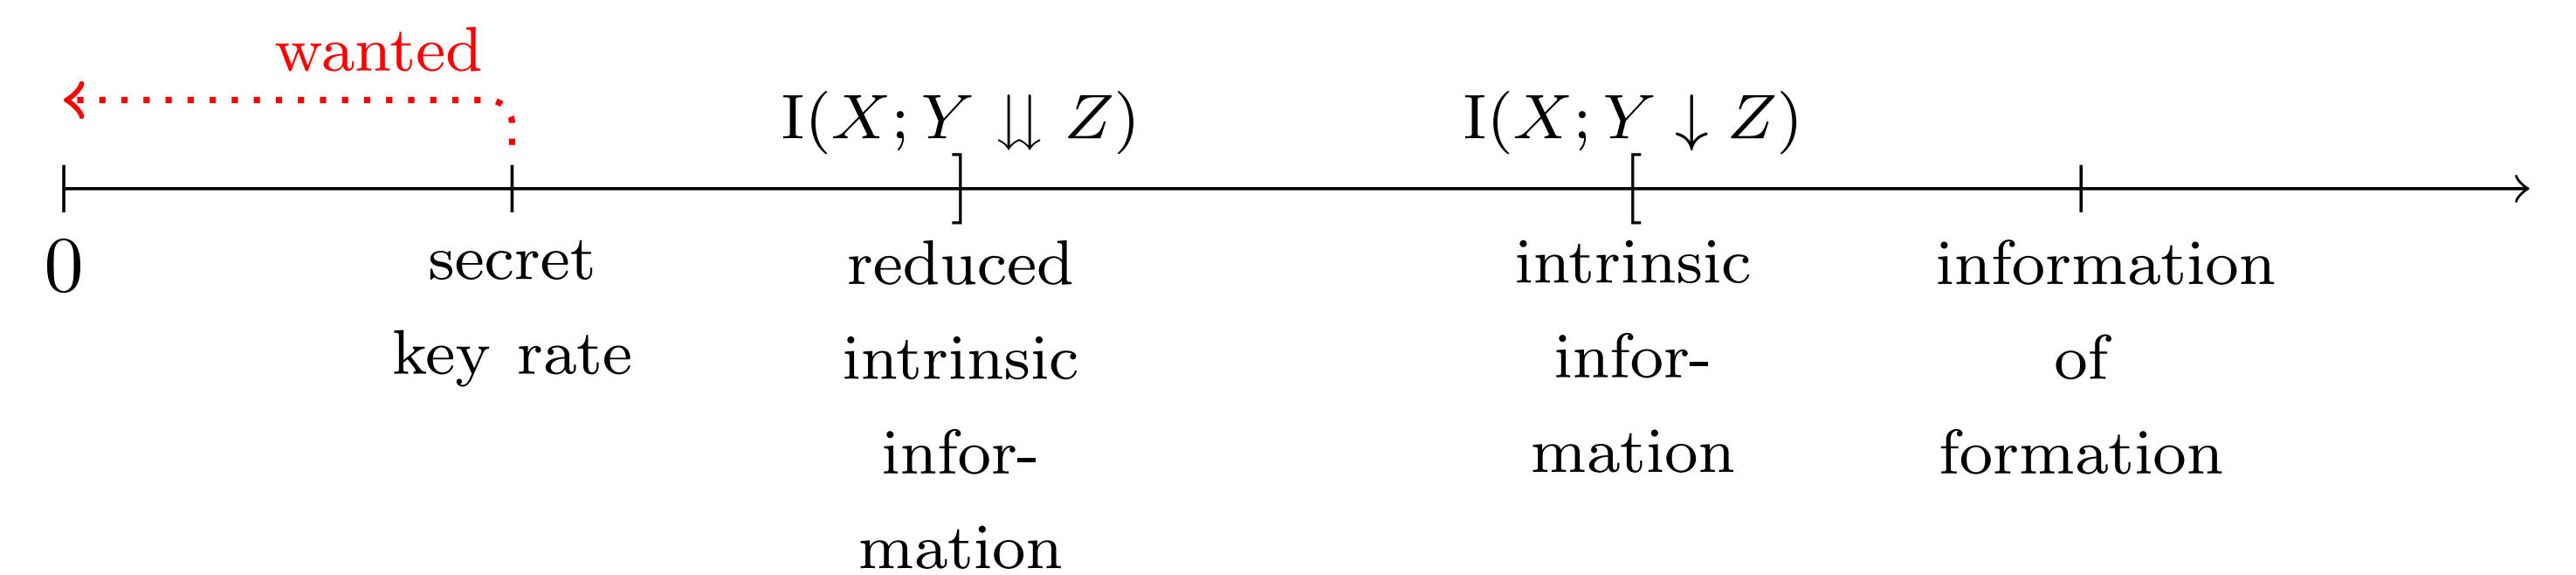 wanted
I(X; Y ⇊ Z)
I(X; Y ↓ Z)
0
secret
key rate
reduced
intrinsic
infor-
mation
intrinsic
infor-
mation
information
of
formation